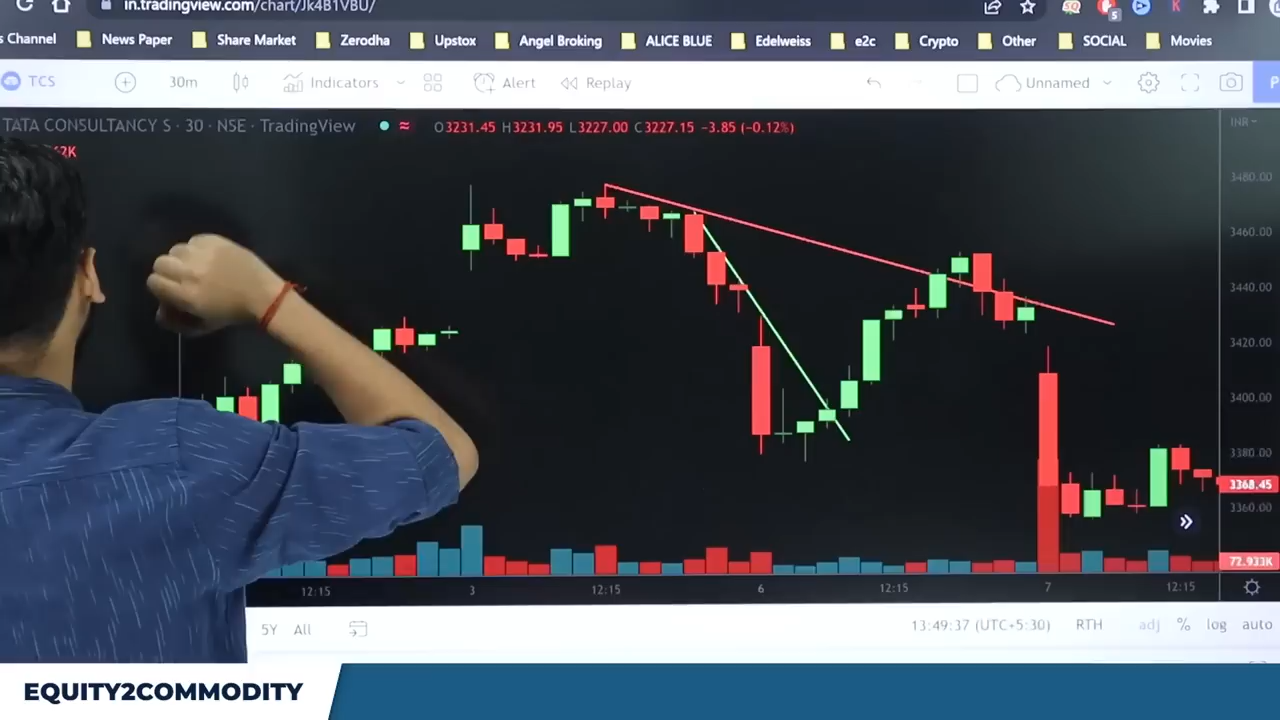 in.tradingview.com/chart/Jk4B1VBU/
5
s Channel News Paper Share Market Zerodha Upstox Angel Broking ALICE BLUE Edelweiss e2c Crypto Other SOCIAL Movies
TCS 30m Indicators Alert Replay Unnamed P
TATA CONSULTANCY S · 30 · NSE · TradingView O3231.45 H3231.95 L3227.00 C3227.15 -3.85 (-0.12%) INR
62K
3480.00
3460.00
3440.00
3420.00
3400.00
3380.00
3368.45
3360.00
72.933K
12:15 3 12:15 6 12:15 7 12:15
5Y All 13:49:37 (UTC+5:30) RTH adj % log auto
EQUITY2COMMODITY